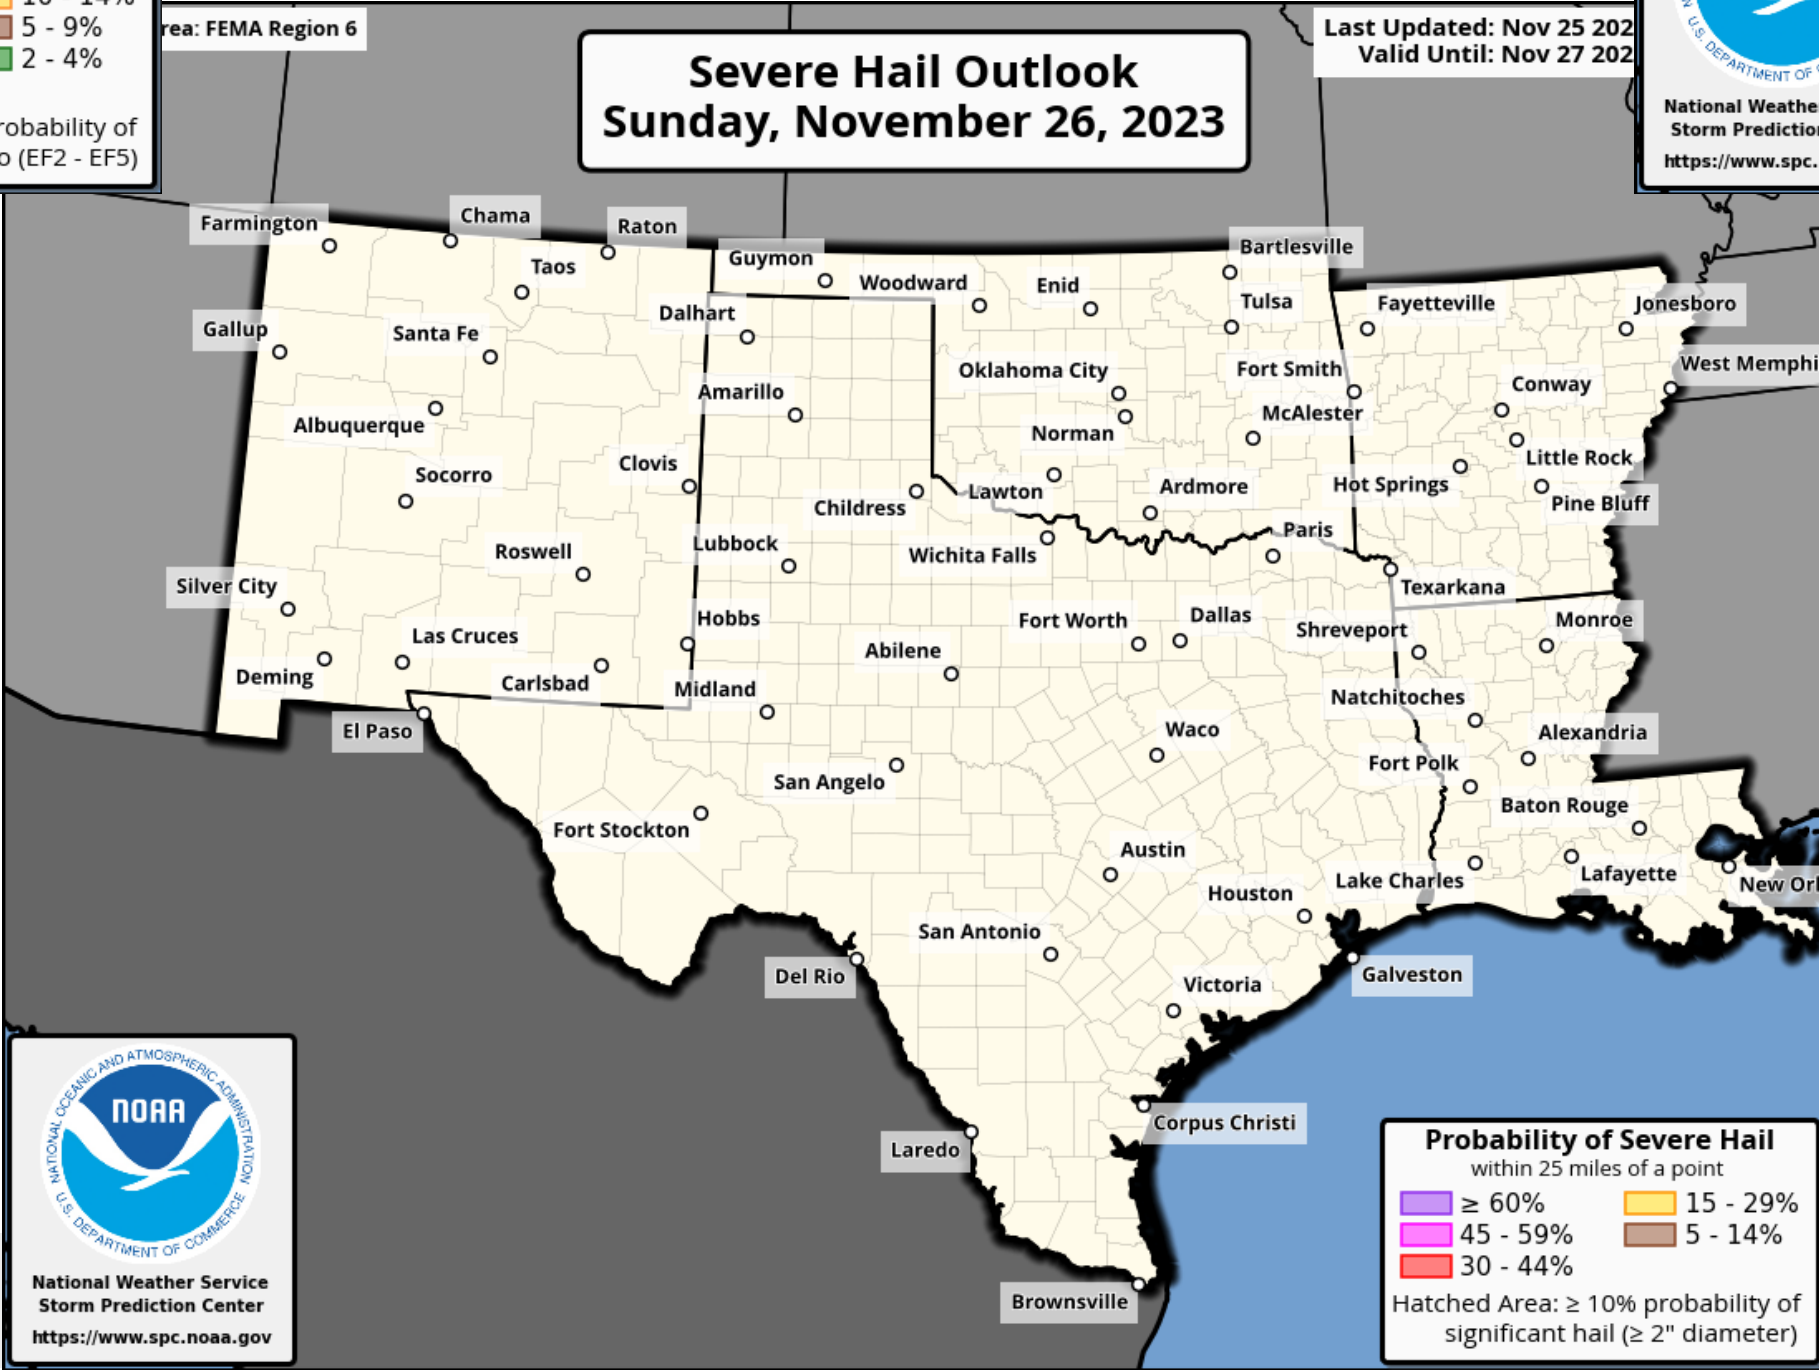 5 - 9%
2 - 4%
robability of
o (EF2 - EF5)
rea: FEMA Region 6
Severe Hail Outlook
Sunday, November 26, 2023
Last Updated: Nov 25 202
Valid Until: Nov 27 202
U.S. DEPARTMENT OF
National Weathe
Storm Prediction
https://www.spc.
Farmington
Chama
Raton
Taos
Guymon
Woodward
Enid
Bartlesville
Tulsa
Fayetteville
Jonesboro
Gallup
Santa Fe
Dalhart
Oklahoma City
Fort Smith
West Memphi
Albuquerque
Amarillo
Norman
McAlester
Conway
Little Rock
Socorro
Clovis
Childress
Lawton
Ardmore
Hot Springs
Pine Bluff
Roswell
Lubbock
Wichita Falls
Paris
Texarkana
Silver City
Las Cruces
Hobbs
Abilene
Fort Worth
Dallas
Shreveport
Monroe
Deming
Carlsbad
Midland
Natchitoches
El Paso
San Angelo
Waco
Fort Polk
Alexandria
Fort Stockton
Baton Rouge
Austin
Houston
Lake Charles
Lafayette
New Orl
San Antonio
Del Rio
Victoria
Galveston
Corpus Christi
Laredo
Brownsville
NATIONAL OCEANIC AND ATMOSPHERIC ADMINISTRATION
NOAA
U.S. DEPARTMENT OF COMMERCE
National Weather Service
Storm Prediction Center
https://www.spc.noaa.gov
Probability of Severe Hail
within 25 miles of a point
≥ 60%
15 - 29%
45 - 59%
5 - 14%
30 - 44%
Hatched Area: ≥ 10% probability of
significant hail (≥ 2" diameter)